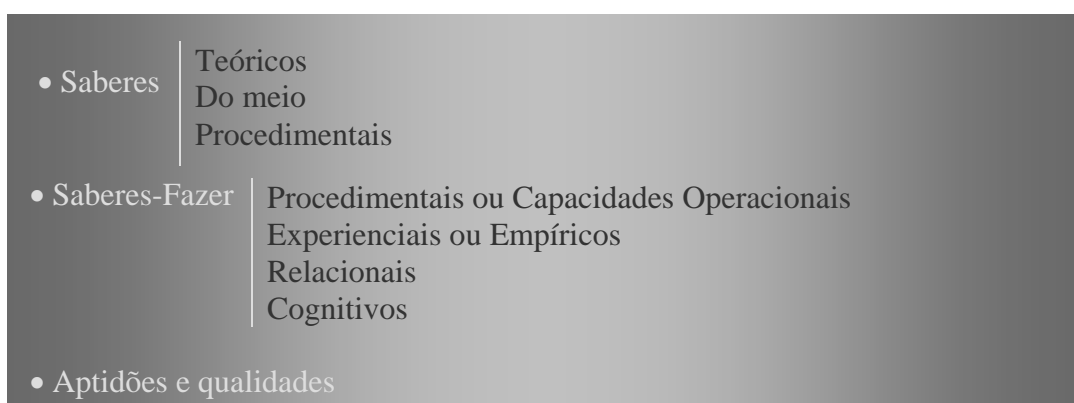 • Saberes
Teóricos
Do meio
Procedimentais
• Saberes-Fazer
Procedimentais ou Capacidades Operacionais
Experienciais ou Empíricos
Relacionais
Cognitivos
• Aptidões e qualidades